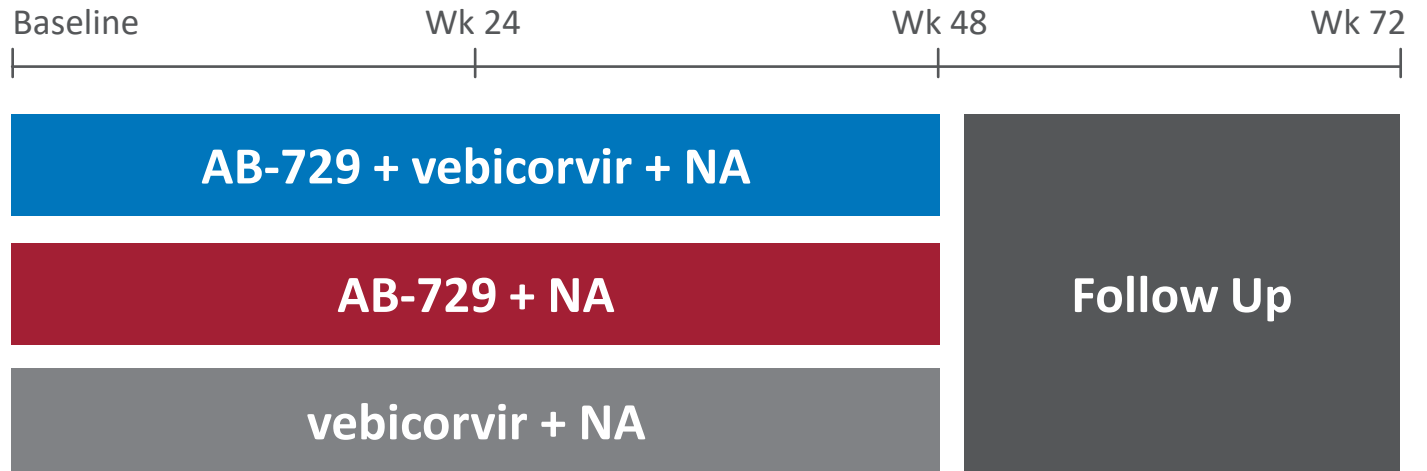 Baseline Wk 24 Wk 48 Wk 72
AB-729 + vebicorvir + NA
AB-729 + NA
Follow Up
vebicorvir + NA